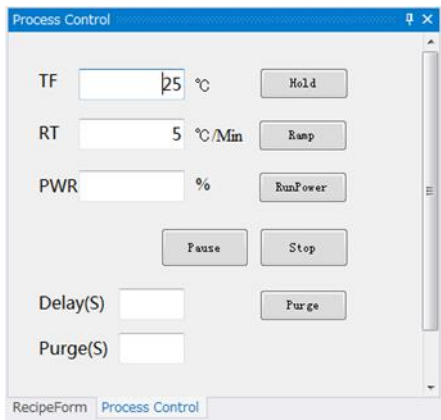 Process Control
TF 25 ℃ Hold
RT 5 ℃/Min Ramp
PWR % RunPower
Pause Stop
Delay(S) Purge
Purge(S)
RecipeForm Process Control